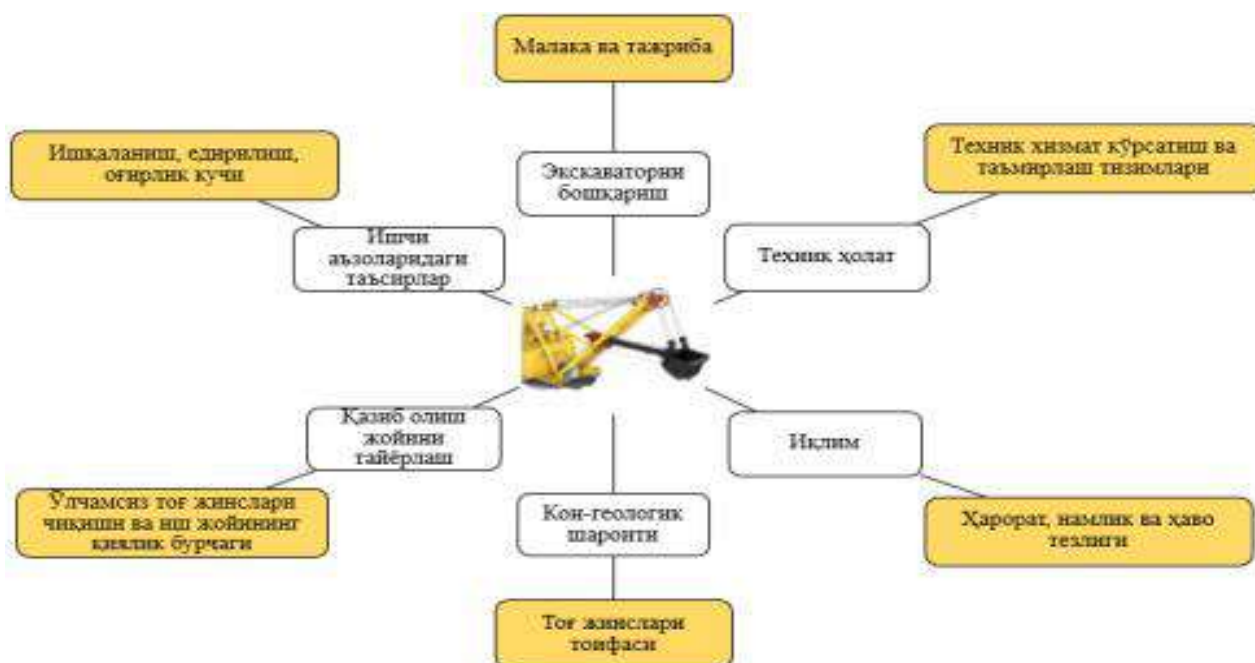 Малака ва тажриба
Ишқаланиш, едирилиш,
оғирлик кучи
Экскаваторни
бошқариш
Техник хизмат кўрсатиш ва
таъмирлаш тизимлари
Ишчи
аъзоларидаги
таъсирлар
Техник ҳолат
Қазиб олиш
жойини
тайёрлаш
Иқлим
Ўлчамсиз тоғ жинслари
чиқиши ва иш жойининг
қиялик бурчаги
Кон-геологик
шароити
Ҳарорат, намлик ва ҳаво
тезлиги
Тоғ жинслари
тоифаси